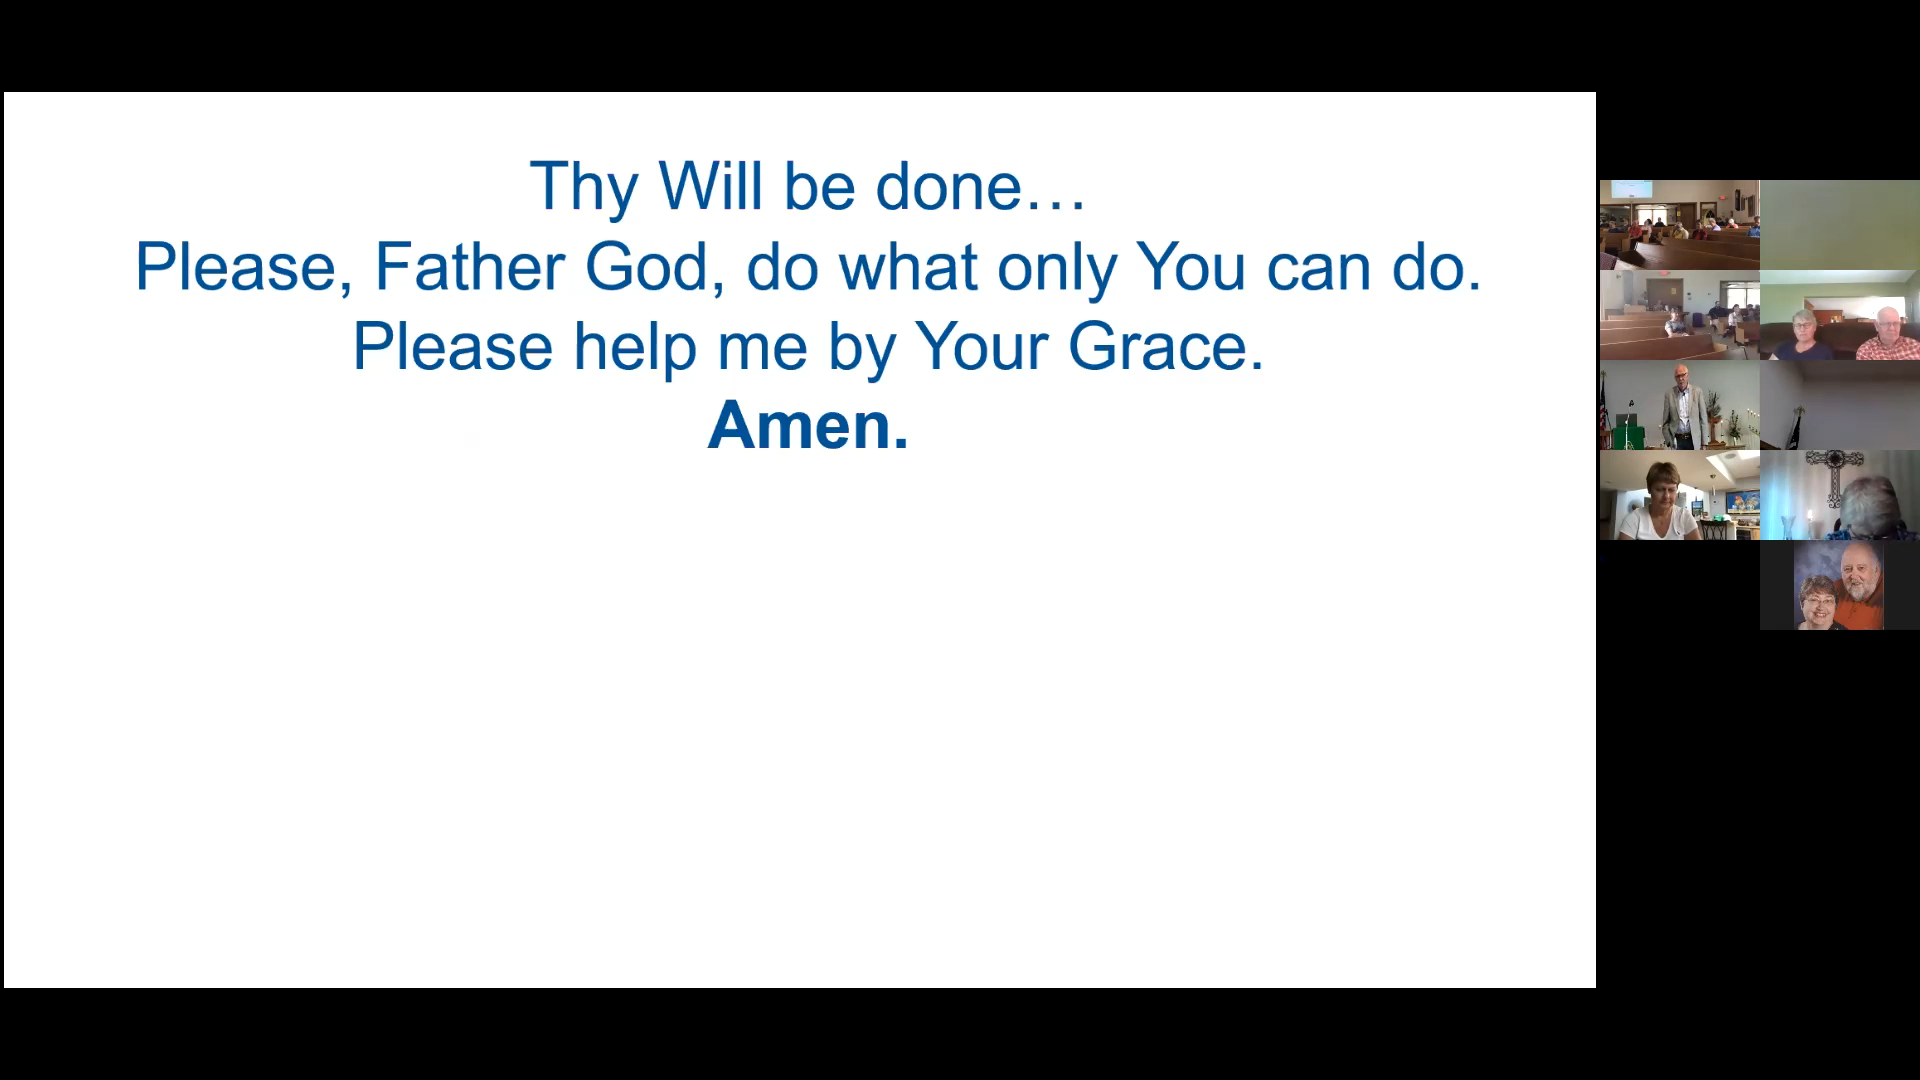 Thy Will be done…
Please, Father God, do what only You can do.
Please help me by Your Grace.
Amen.